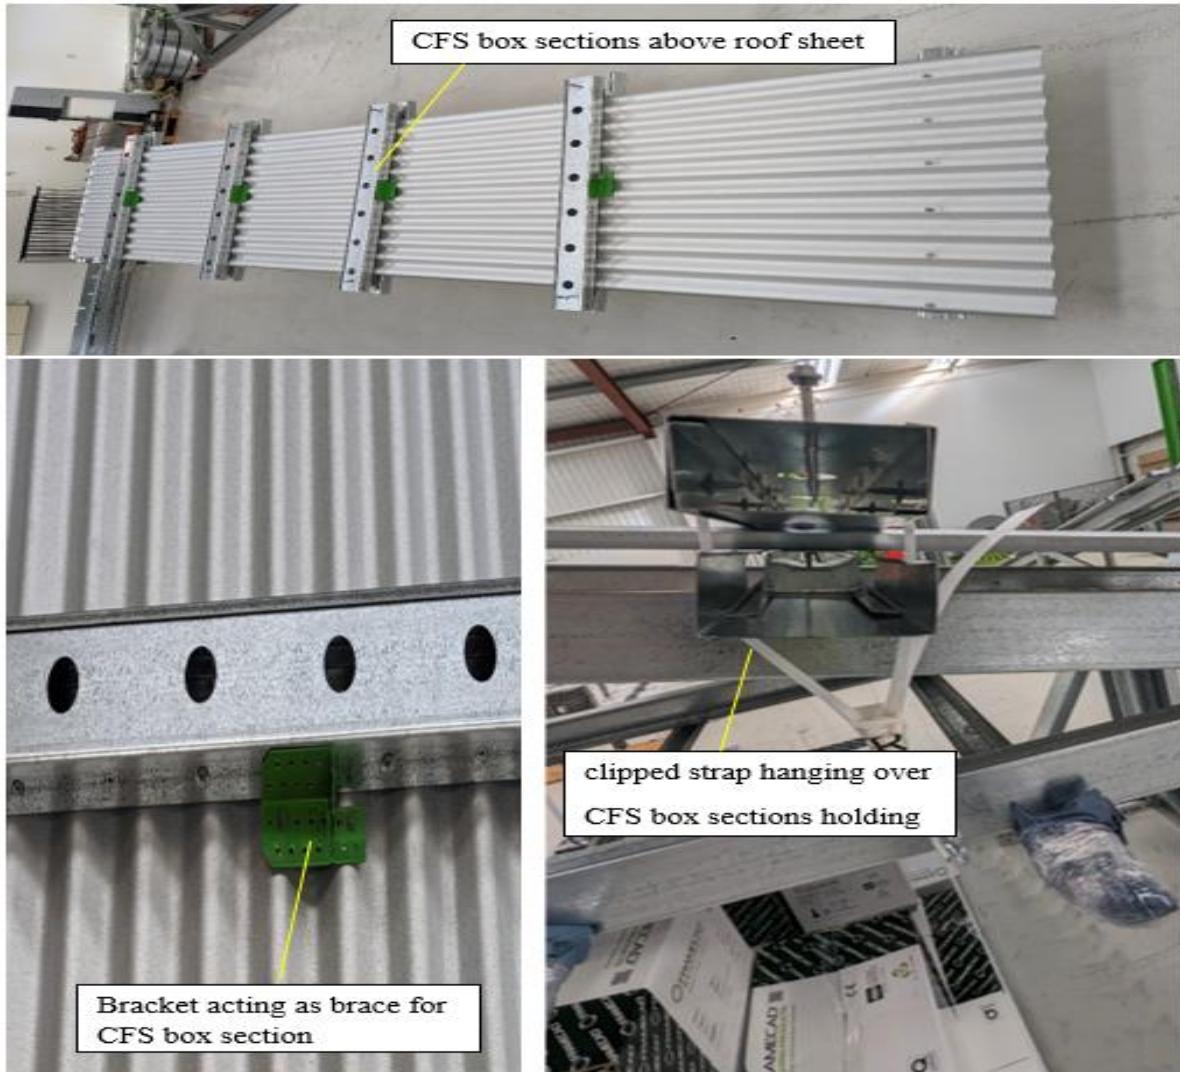 CFS box sections above roof sheet
Bracket acting as brace for
CFS box section
clipped strap hanging over
CFS box sections holding